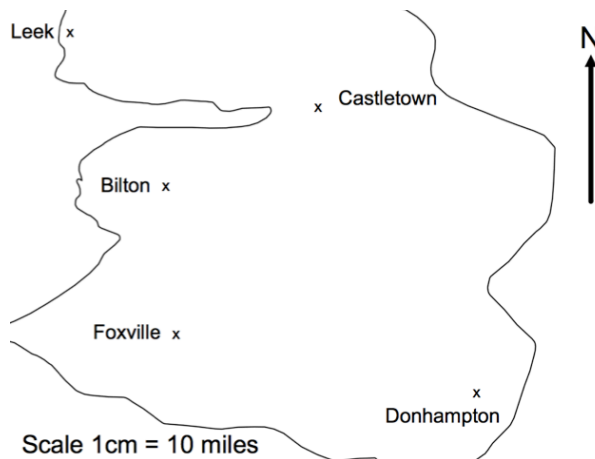 Leek x
N
x Castletown
Bilton x
Foxville x
x
Donhampton
Scale 1cm = 10 miles